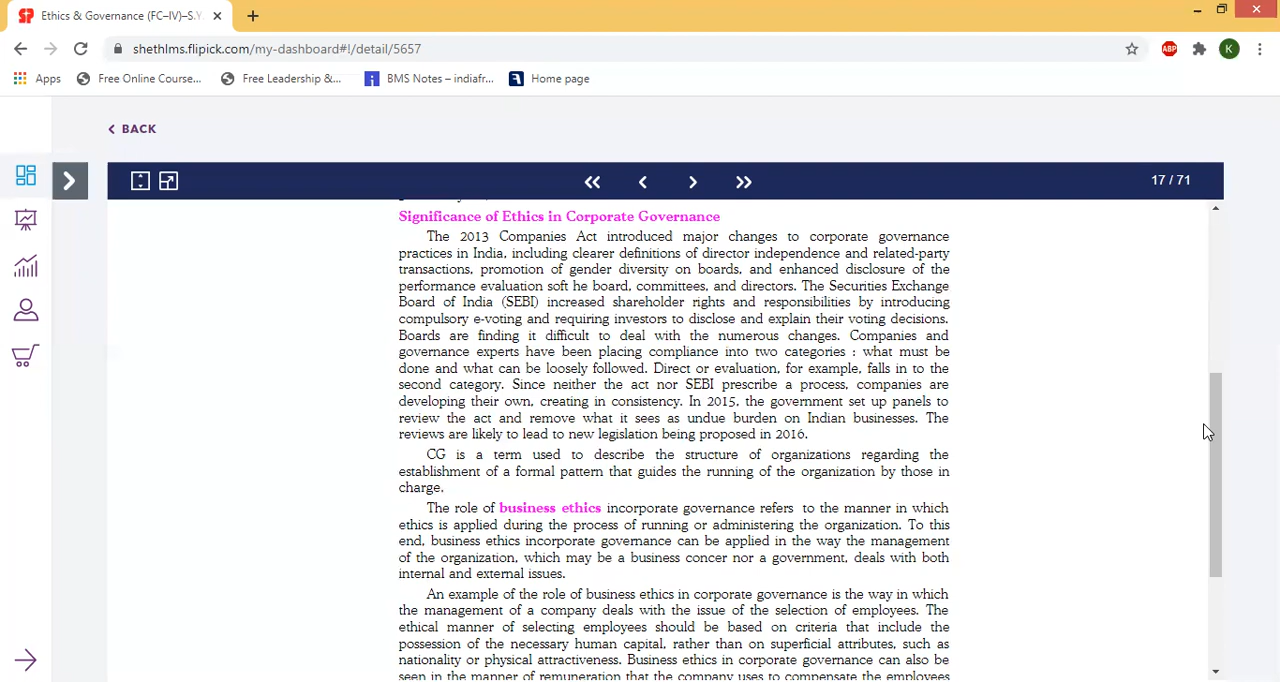 Ethics & Governance (FC–IV)–S.Y.
shethlms.flipick.com/my-dashboard#!/detail/5657
ABP
K
Apps
Free Online Course...
Free Leadership &...
BMS Notes – indiafr...
Home page
BACK
17 / 71
Significance of Ethics in Corporate Governance
The 2013 Companies Act introduced major changes to corporate governance
practices in India, including clearer definitions of director independence and related-party
transactions, promotion of gender diversity on boards, and enhanced disclosure of the
performance evaluation soft he board, committees, and directors. The Securities Exchange
Board of India (SEBI) increased shareholder rights and responsibilities by introducing
compulsory e-voting and requiring investors to disclose and explain their voting decisions.
Boards are finding it difficult to deal with the numerous changes. Companies and
governance experts have been placing compliance into two categories : what must be
done and what can be loosely followed. Direct or evaluation, for example, falls in to the
second category. Since neither the act nor SEBI prescribe a process, companies are
developing their own, creating in consistency. In 2015, the government set up panels to
review the act and remove what it sees as undue burden on Indian businesses. The
reviews are likely to lead to new legislation being proposed in 2016.
CG is a term used to describe the structure of organizations regarding the
establishment of a formal pattern that guides the running of the organization by those in
charge.
The role of business ethics incorporate governance refers to the manner in which
ethics is applied during the process of running or administering the organization. To this
end, business ethics incorporate governance can be applied in the way the management
of the organization, which may be a business concer nor a government, deals with both
internal and external issues.
An example of the role of business ethics in corporate governance is the way in which
the management of a company deals with the issue of the selection of employees. The
ethical manner of selecting employees should be based on criteria that include the
possession of the necessary human capital, rather than on superficial attributes, such as
nationality or physical attractiveness. Business ethics in corporate governance can also be
seen in the manner of remuneration that the company uses to compensate the employees